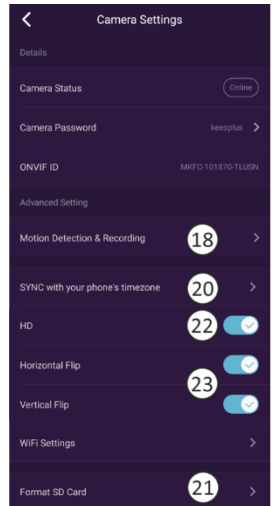 Camera Settings
Details
Camera Status Online
Camera Password keesplus
ONVIF ID MKFC-101870-TLUSN
Advanced Setting
Motion Detection & Recording 18
SYNC with your phone's timezone 20
HD 22
Horizontal Flip
23
Vertical Flip
WiFi Settings
Format SD Card 21